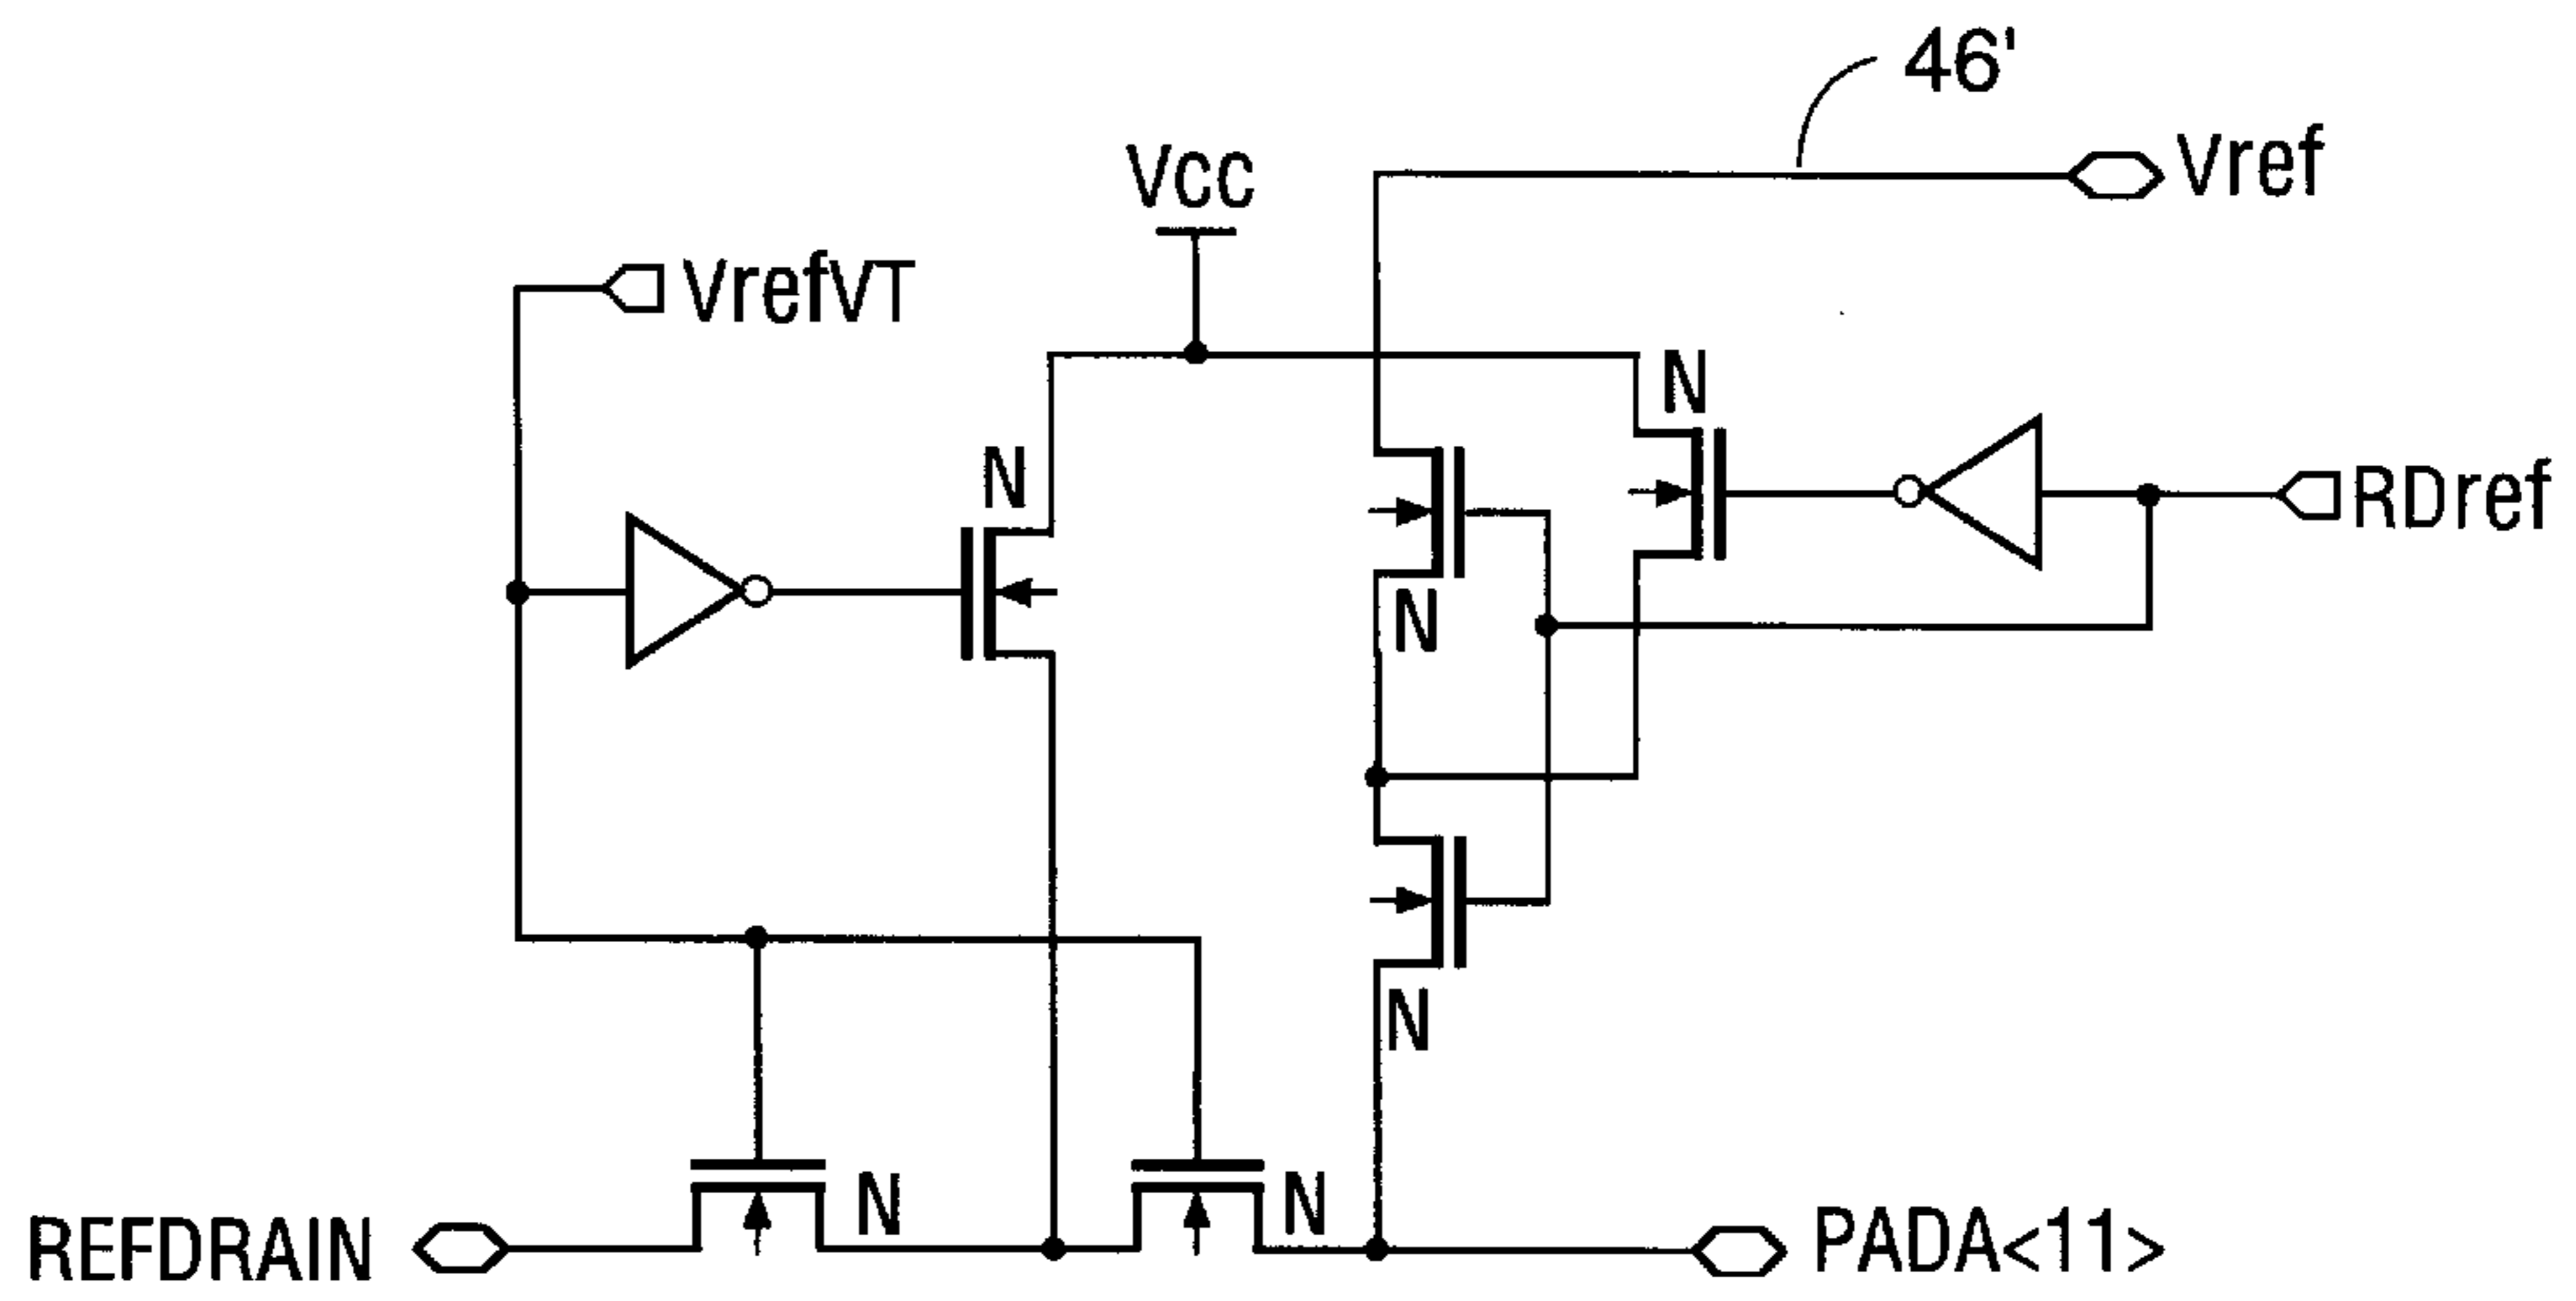 46'
Vref
Vcc
VrefVT
N
N
RDref
N
N
N
N
REFDRAIN
PADA<11>